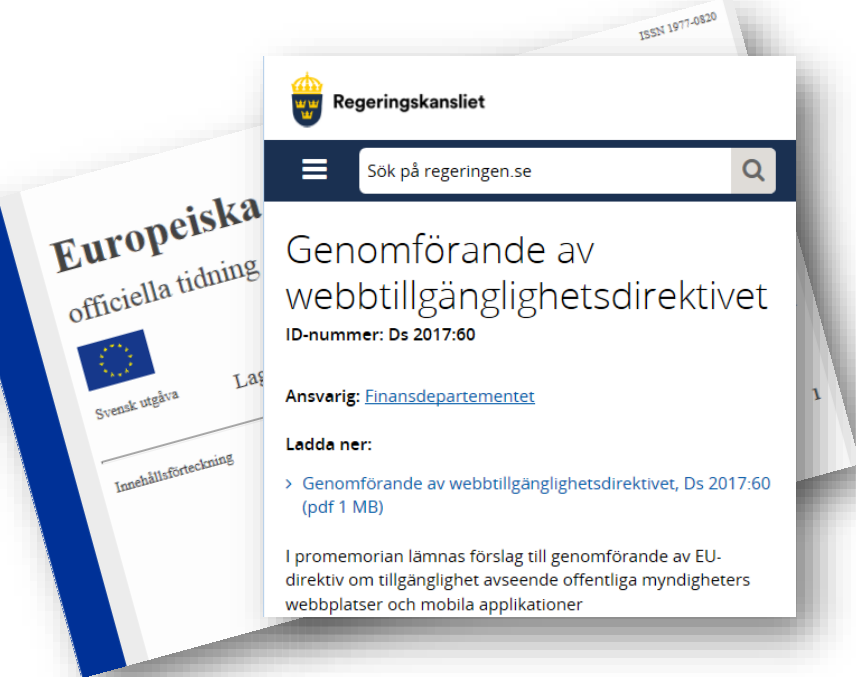 ISSN 1977-0820
Regeringskansliet
Sök på regeringen.se
Europeiska
officiella tidning
Svensk utgåva
Innehållsförteckning
1
Genomförande av
webbtillgänglighetsdirektivet
ID-nummer: Ds 2017:60
Ansvarig: Finansdepartementet
Ladda ner:
> Genomförande av webbtillgänglighetsdirektivet, Ds 2017:60
(pdf 1 MB)
I promemorian lämnas förslag till genomförande av EU-
direktiv om tillgänglighet avseende offentliga myndigheters
webbplatser och mobila applikationer